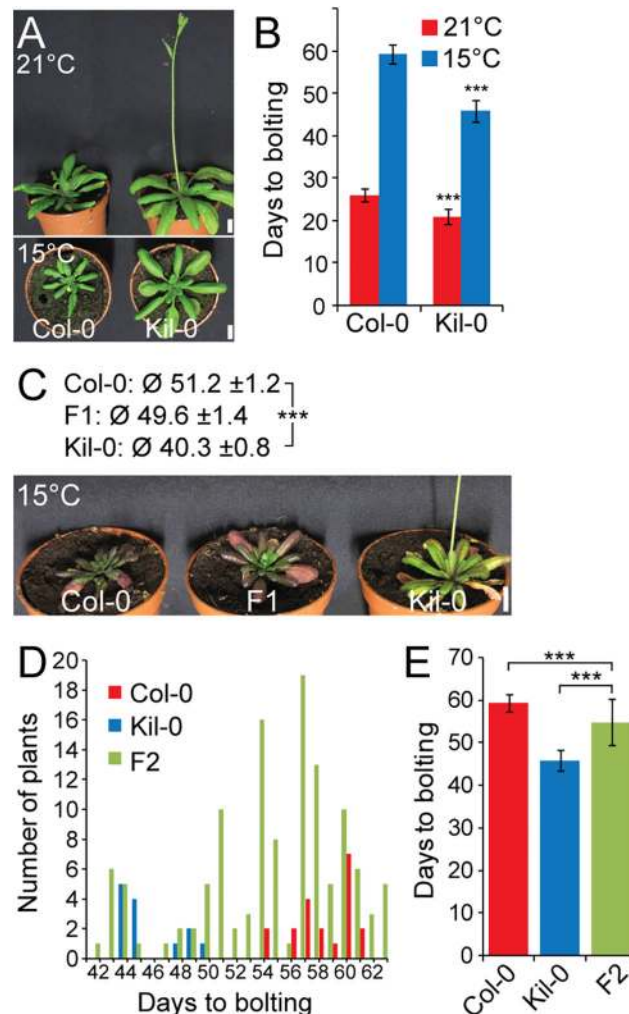 A
21°C
15°C
Col-0 Kil-0
B
21°C
15°C
Days to bolting
60
50
40
30
20
10
0
***
***
Col-0 Kil-0
C
Col-0: Ø 51.2 ±1.2
F1: Ø 49.6 ±1.4
Kil-0: Ø 40.3 ±0.8
***
15°C
Col-0 F1 Kil-0
D
Number of plants
20
18
16
14
12
10
8
6
4
2
0
Col-0
Kil-0
F2
42 44 46 48 50 52 54 56 58 60 62
Days to bolting
E
Days to bolting
70
60
50
40
30
20
10
0
***
***
Col-0 Kil-0 F2